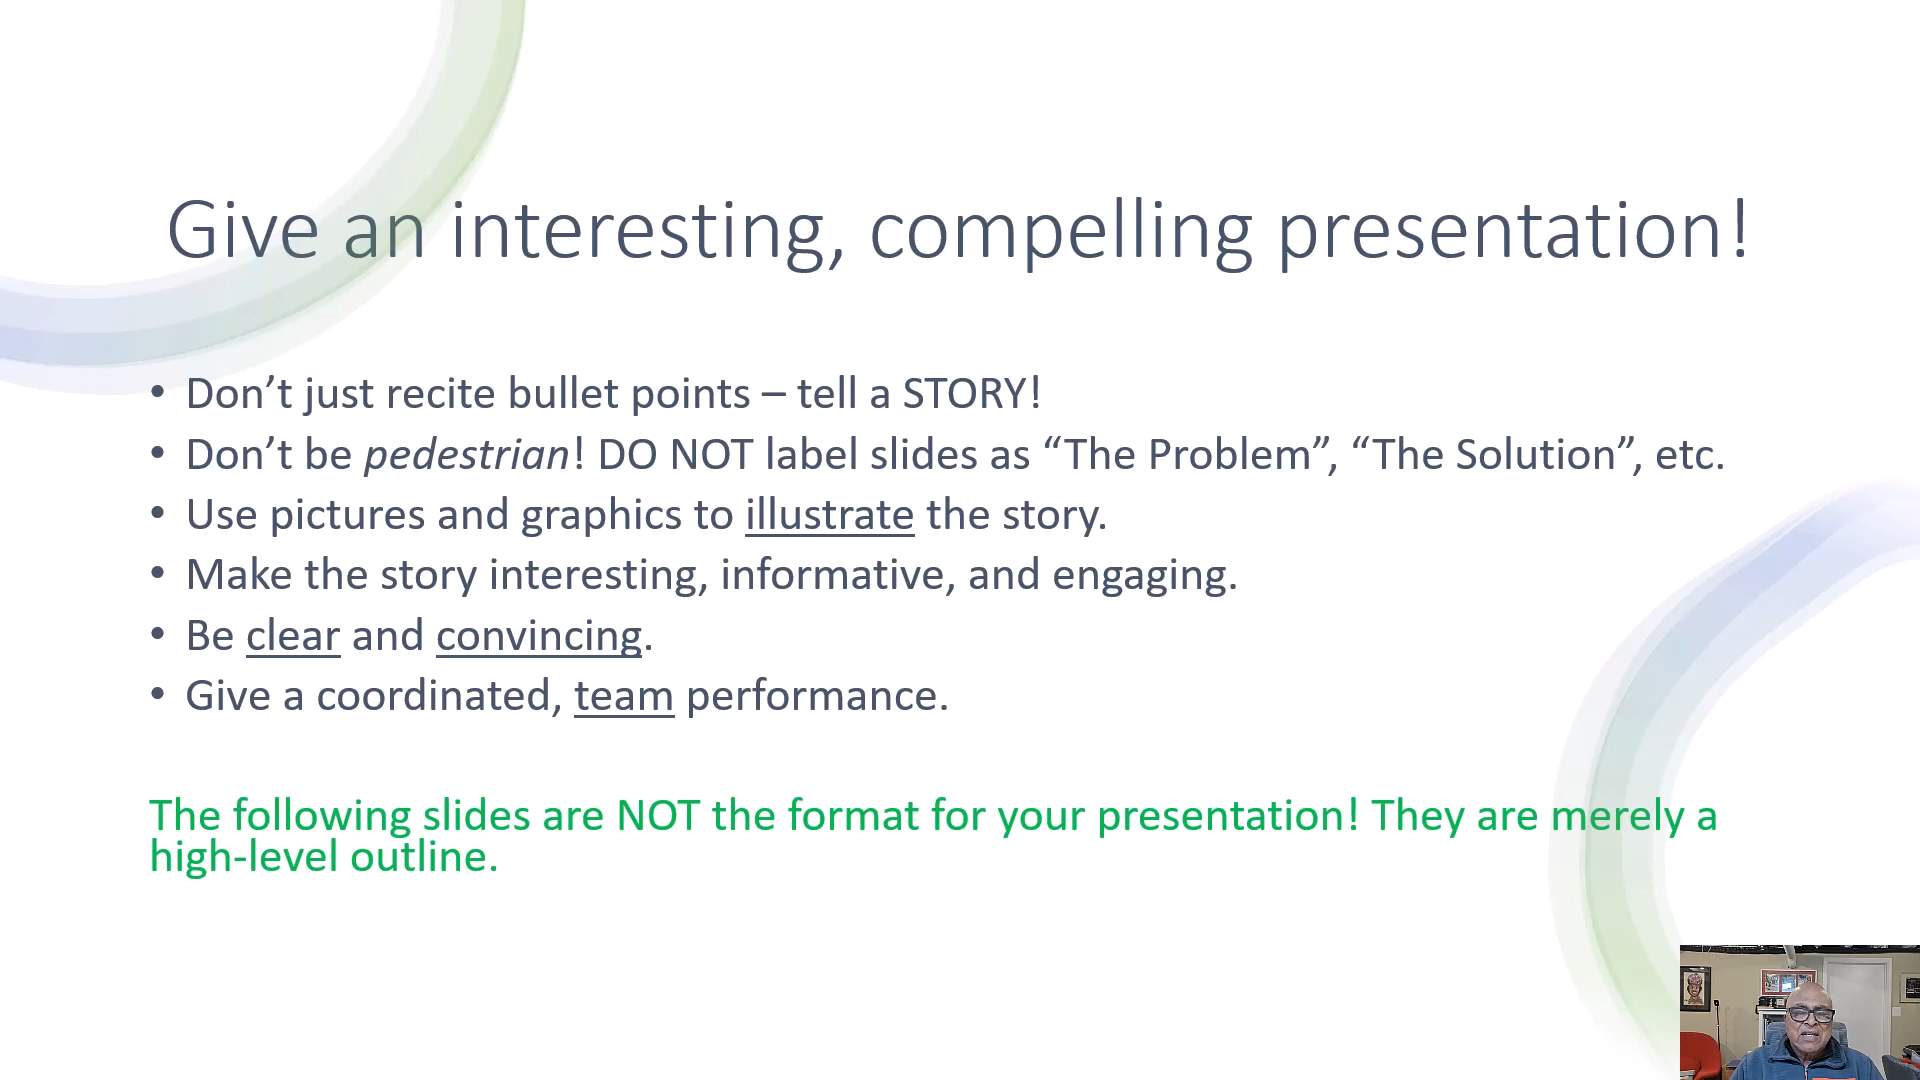 Give an interesting, compelling presentation!
• Don’t just recite bullet points – tell a STORY!
• Don’t be pedestrian! DO NOT label slides as “The Problem”, “The Solution”, etc.
• Use pictures and graphics to illustrate the story.
• Make the story interesting, informative, and engaging.
• Be clear and convincing.
• Give a coordinated, team performance.
The following slides are NOT the format for your presentation! They are merely a
high-level outline.